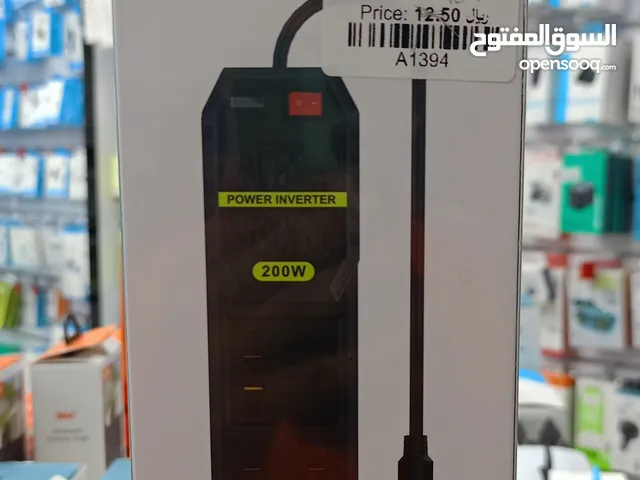 Price: 12.50 ريال
A1394
السوق المفتوح
opensooq.com
POWER INVERTER
200W